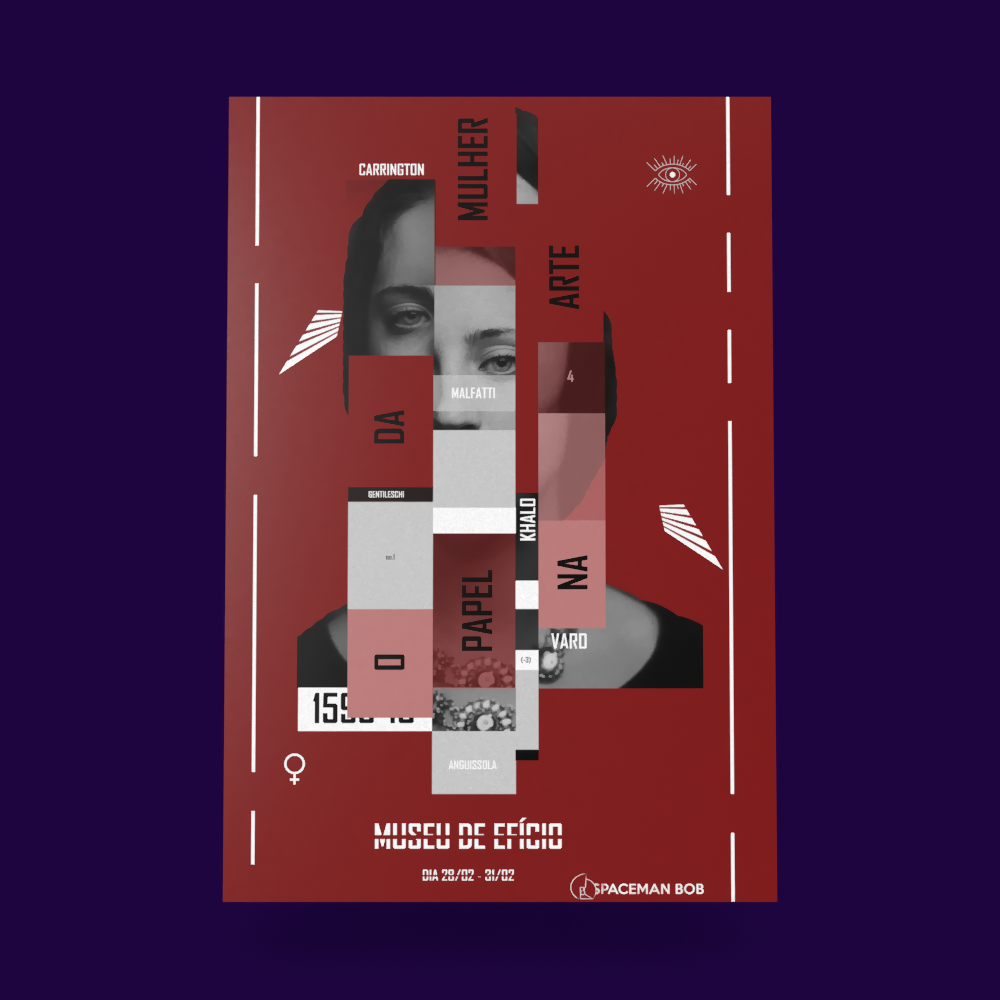 CARRINGTON
MULHER
ARTE
MALFATTI
4
DA
GENTILESCHI
KHALO
NA
PAPEL
VARO
(-3)
O
ANGUISSOLA
MUSEU DE EFÍCIO
DIA 28/02 - 31/02
SPACEMAN BOB